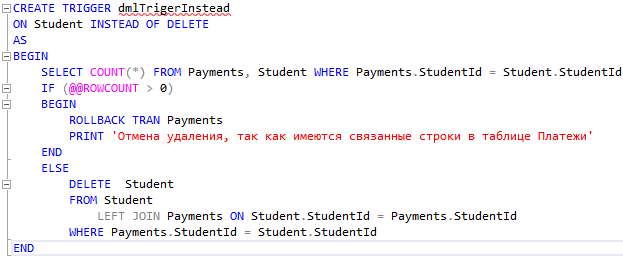 CREATE TRIGGER dmlTrigerInstead
ON Student INSTEAD OF DELETE
AS
BEGIN
SELECT COUNT(*) FROM Payments, Student WHERE Payments.StudentId = Student.StudentId
IF (@@ROWCOUNT > 0)
BEGIN
ROLLBACK TRAN Payments
PRINT 'Отмена удаления, так как имеются связанные строки в таблице Платежи'
END
ELSE
DELETE  Student
FROM Student
LEFT JOIN Payments ON Student.StudentId = Payments.StudentId
WHERE Payments.StudentId = Student.StudentId
END